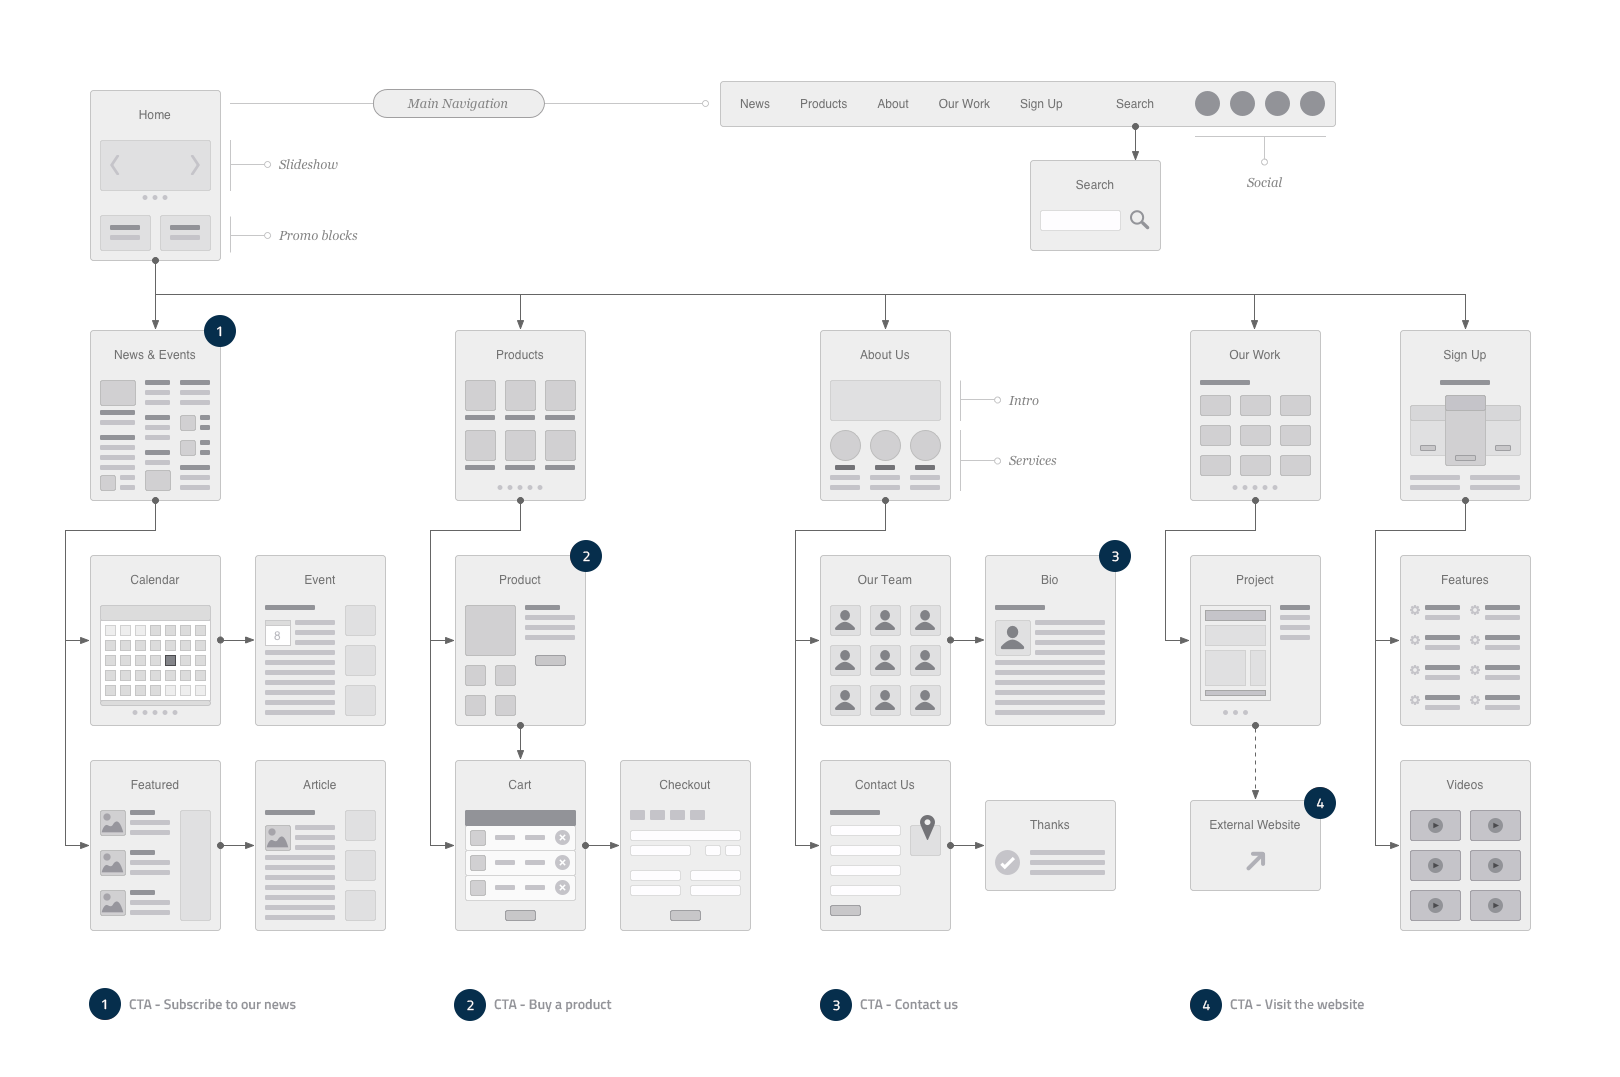 Home
Main Navigation
News Products About Our Work Sign Up Search
Slideshow
Search
Social
Promo blocks
1
News & Events
Products
About Us
Our Work
Sign Up
Intro
Services
Calendar
Event
8
2
Product
Our Team
3
Bio
Project
Features
Featured
Article
Cart
Checkout
Contact Us
Thanks
4
External Website
Videos
1 CTA - Subscribe to our news
2 CTA - Buy a product
3 CTA - Contact us
4 CTA - Visit the website